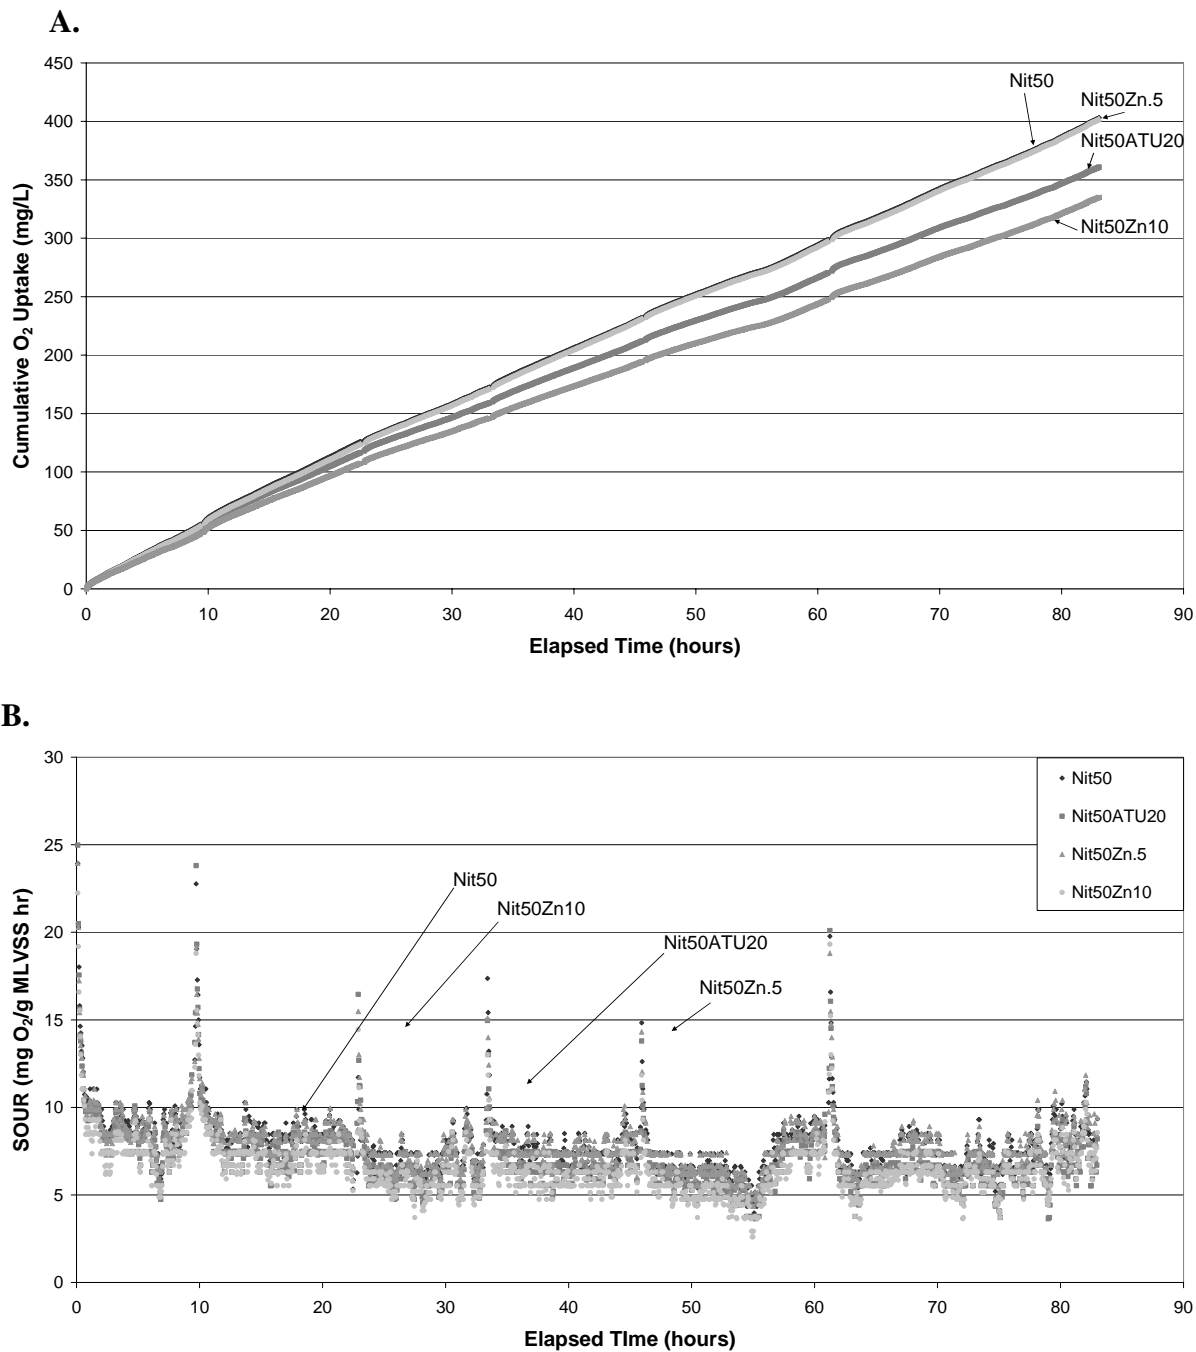 A.
450
400
350
300
250
200
150
100
50
0
Cumulative O2 Uptake (mg/L)
Nit50
Nit50Zn.5
Nit50ATU20
Nit50Zn10
0 10 20 30 40 50 60 70 80 90
Elapsed Time (hours)
B.
30
25
20
15
10
5
0
SOUR (mg O2/g MLVSS hr)
Nit50
Nit50ATU20
Nit50Zn.5
Nit50Zn10
Nit50
Nit50Zn10
Nit50ATU20
Nit50Zn.5
0 10 20 30 40 50 60 70 80 90
Elapsed TIme (hours)